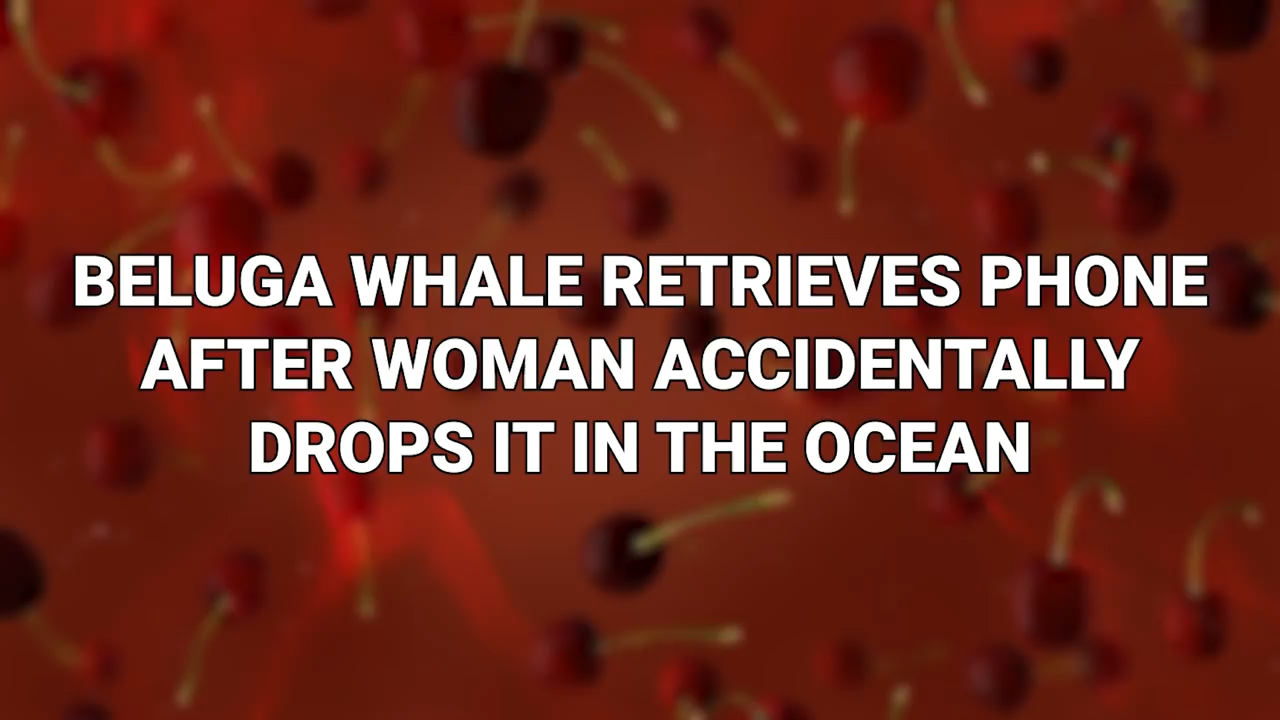 BELUGA WHALE RETRIEVES PHONE
AFTER WOMAN ACCIDENTALLY
DROPS IT IN THE OCEAN